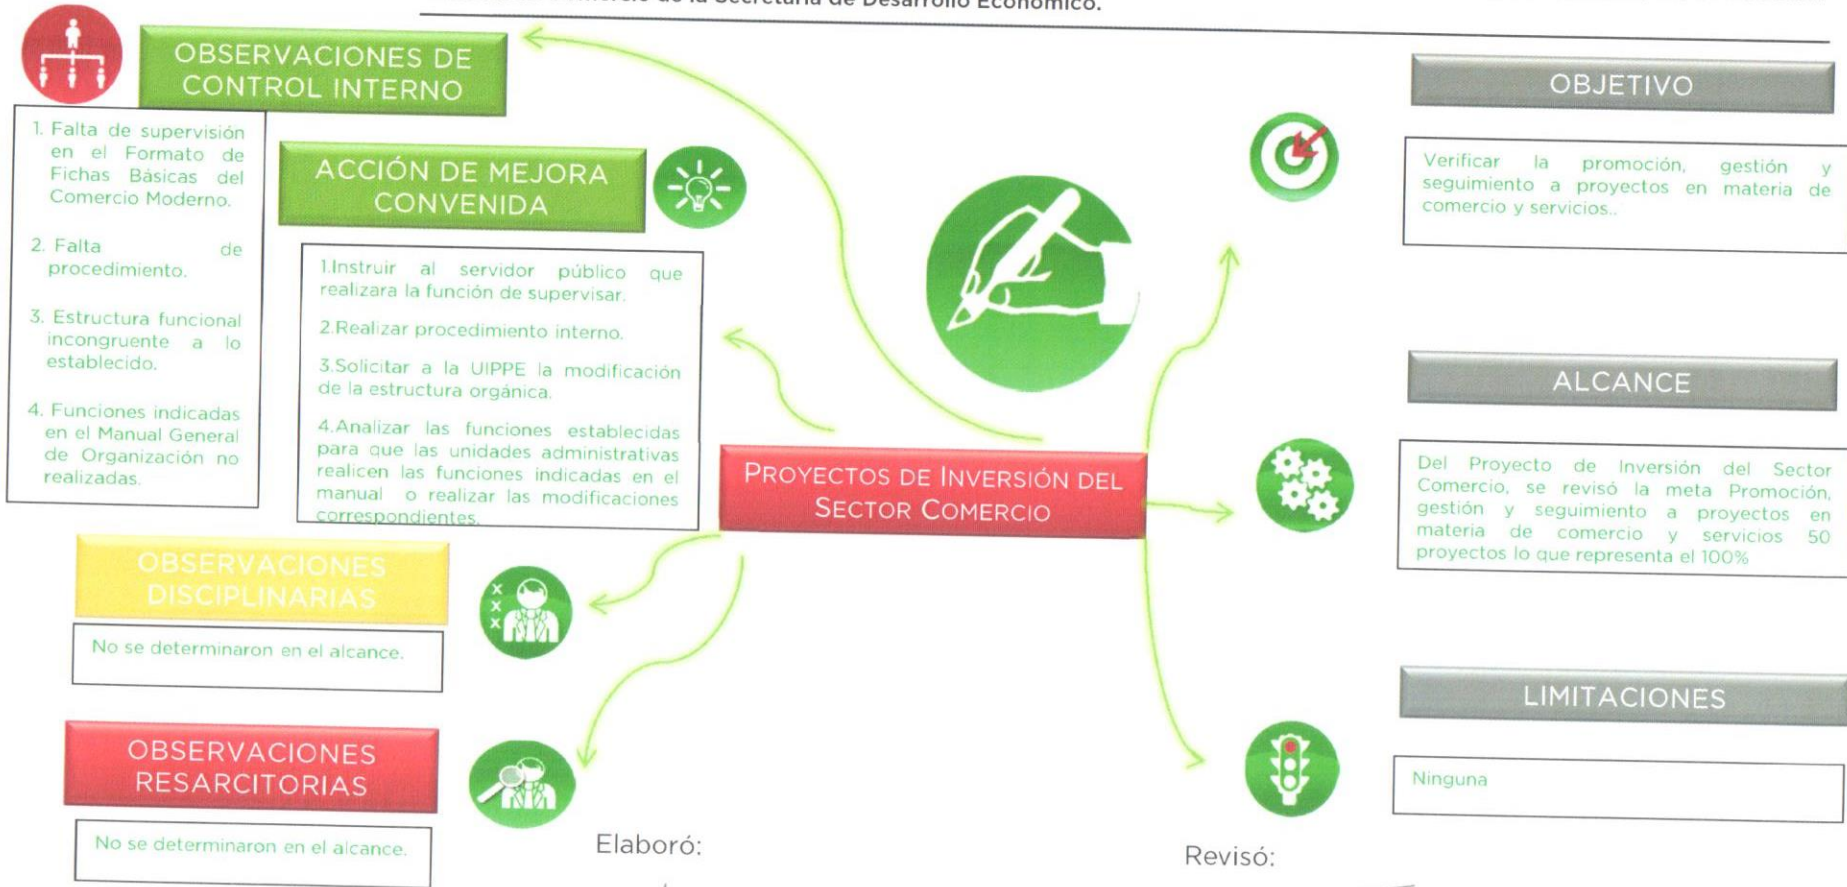 Comercio de la Secretaría de Desarrollo Económico.
OBSERVACIONES DE
CONTROL INTERNO
1. Falta de supervisión
en el Formato de
Fichas Básicas del
Comercio Moderno.
2. Falta de
procedimiento.
3. Estructura funcional
incongruente a lo
establecido.
4. Funciones indicadas
en el Manual General
de Organización no
realizadas.
ACCIÓN DE MEJORA
CONVENIDA
1.Instruir al servidor público que
realizara la función de supervisar.
2.Realizar procedimiento interno.
3.Solicitar a la UIPPE la modificación
de la estructura orgánica.
4.Analizar las funciones establecidas
para que las unidades administrativas
realicen las funciones indicadas en el
manual o realizar las modificaciones
correspondientes.
OBSERVACIONES
DISCIPLINARIAS
No se determinaron en el alcance.
X
X
X
OBSERVACIONES
RESARCITORIAS
No se determinaron en el alcance.
PROYECTOS DE INVERSIÓN DEL
SECTOR COMERCIO
OBJETIVO
Verificar la promoción, gestión y
seguimiento a proyectos en materia de
comercio y servicios..
ALCANCE
Del Proyecto de Inversión del Sector
Comercio, se revisó la meta Promoción,
gestión y seguimiento a proyectos en
materia de comercio y servicios 50
proyectos lo que representa el 100%
LIMITACIONES
Ninguna
Elaboró:
Revisó: